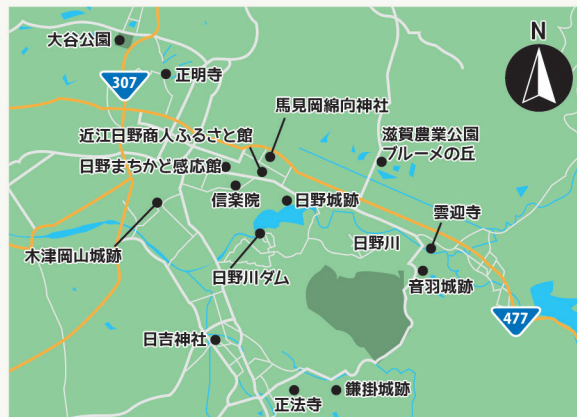 大谷公園
N
307
正明寺
馬見岡綿向神社
近江日野商人ふるさと館
滋賀農業公園
ブルーメの丘
日野まちかど感応館
信楽院
日野城跡
雲迎寺
日野川
木津岡山城跡
日野川ダム
音羽城跡
477
日吉神社
正法寺
鎌掛城跡